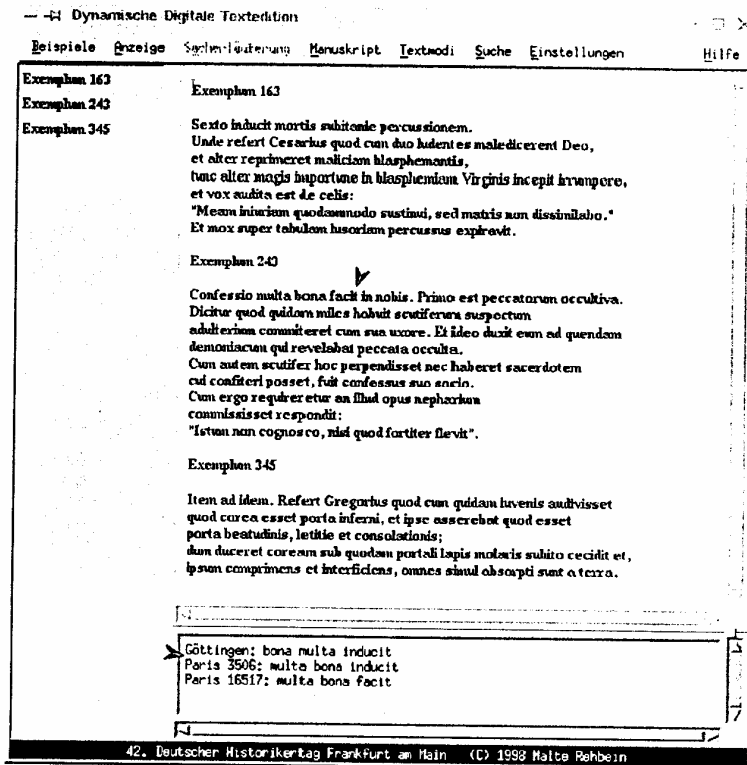 Dynamische Digitale Textedition
Beispiele Anzeige Sacherläuterung Manuskript Textmodi Suche Einstellungen Hilfe
Exemplum 163
Exemplum 243
Exemplum 345
Exemplum 163
Sexto inducit mortis subitanie percussionem.
Unde refert Cesarius quod cum duo ludentes maledicerent Deo,
et alter reprimeret maliciam blasphemantis,
tunc alter magis importune in blasphemiam Virginis incepit irrumpere,
et vox audita est de celis:
"Meam iniuriam quodammodo sustinui, sed matris non dissimilabo."
Et mox super tabulam lusoriam percussus expiravit.
Exemplum 243
Confessio multa bona facit in nobis. Primo est peccatorum occultiva.
Dicitur quod quidam miles habuit scutiferum suspectum
adulterium committeret cum sua uxore. Et ideo duxit eum ad quendam
demoniacum qui revelabat peccata occulta.
Cum autem scutifer hoc perpendisset nec haberet sacerdotem
cui confiteri posset, fuit confessus suo socio.
Cum ergo requireretur an illud opus nepharium
commississet respondit:
"Istum non cognosco, nisi quod fortiter flevit".
Exemplum 345
Item ad idem. Refert Gregorius quod cum quidam iuvenis audivisset
quod corea esset porta inferni, et ipse asserebat quod esset
porta beatudinis, letitie et consolationis;
dum duceret coream sub quodam portali lapis molaris subito cecidit et,
ipsum comprimens et interficiens, omnes simul absorpti sunt a terra.
Göttingen: bona multa inducit
Paris 3506: multa bona inducit
Paris 16517: multa bona facit
42. Deutscher Historikertag Frankfurt am Main (C) 1998 Malte Rehbein